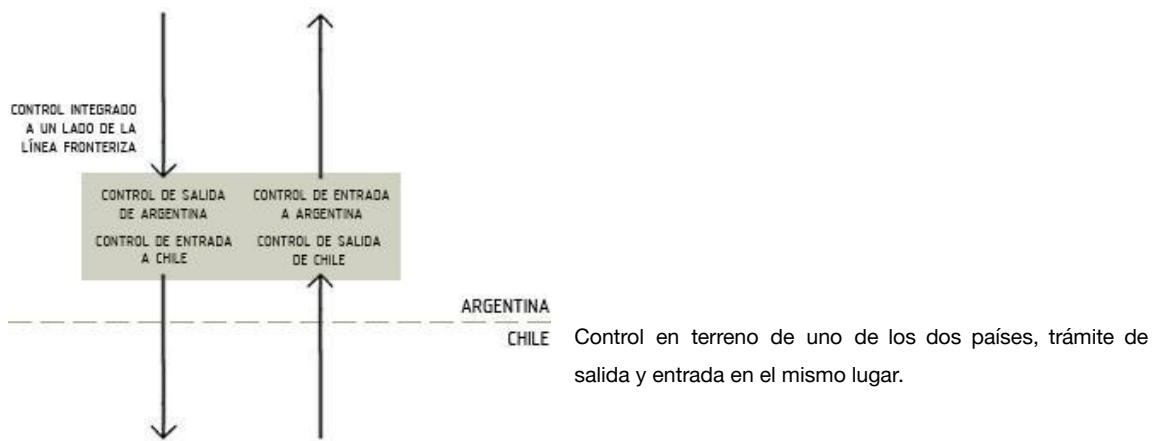 CONTROL INTEGRADO
A UN LADO DE LA
LÍNEA FRONTERIZA
CONTROL DE SALIDA
DE ARGENTINA
CONTROL DE ENTRADA
A CHILE
CONTROL DE ENTRADA
A ARGENTINA
CONTROL DE SALIDA
DE CHILE
ARGENTINA
CHILE
Control en terreno de uno de los dos países, trámite de
salida y entrada en el mismo lugar.